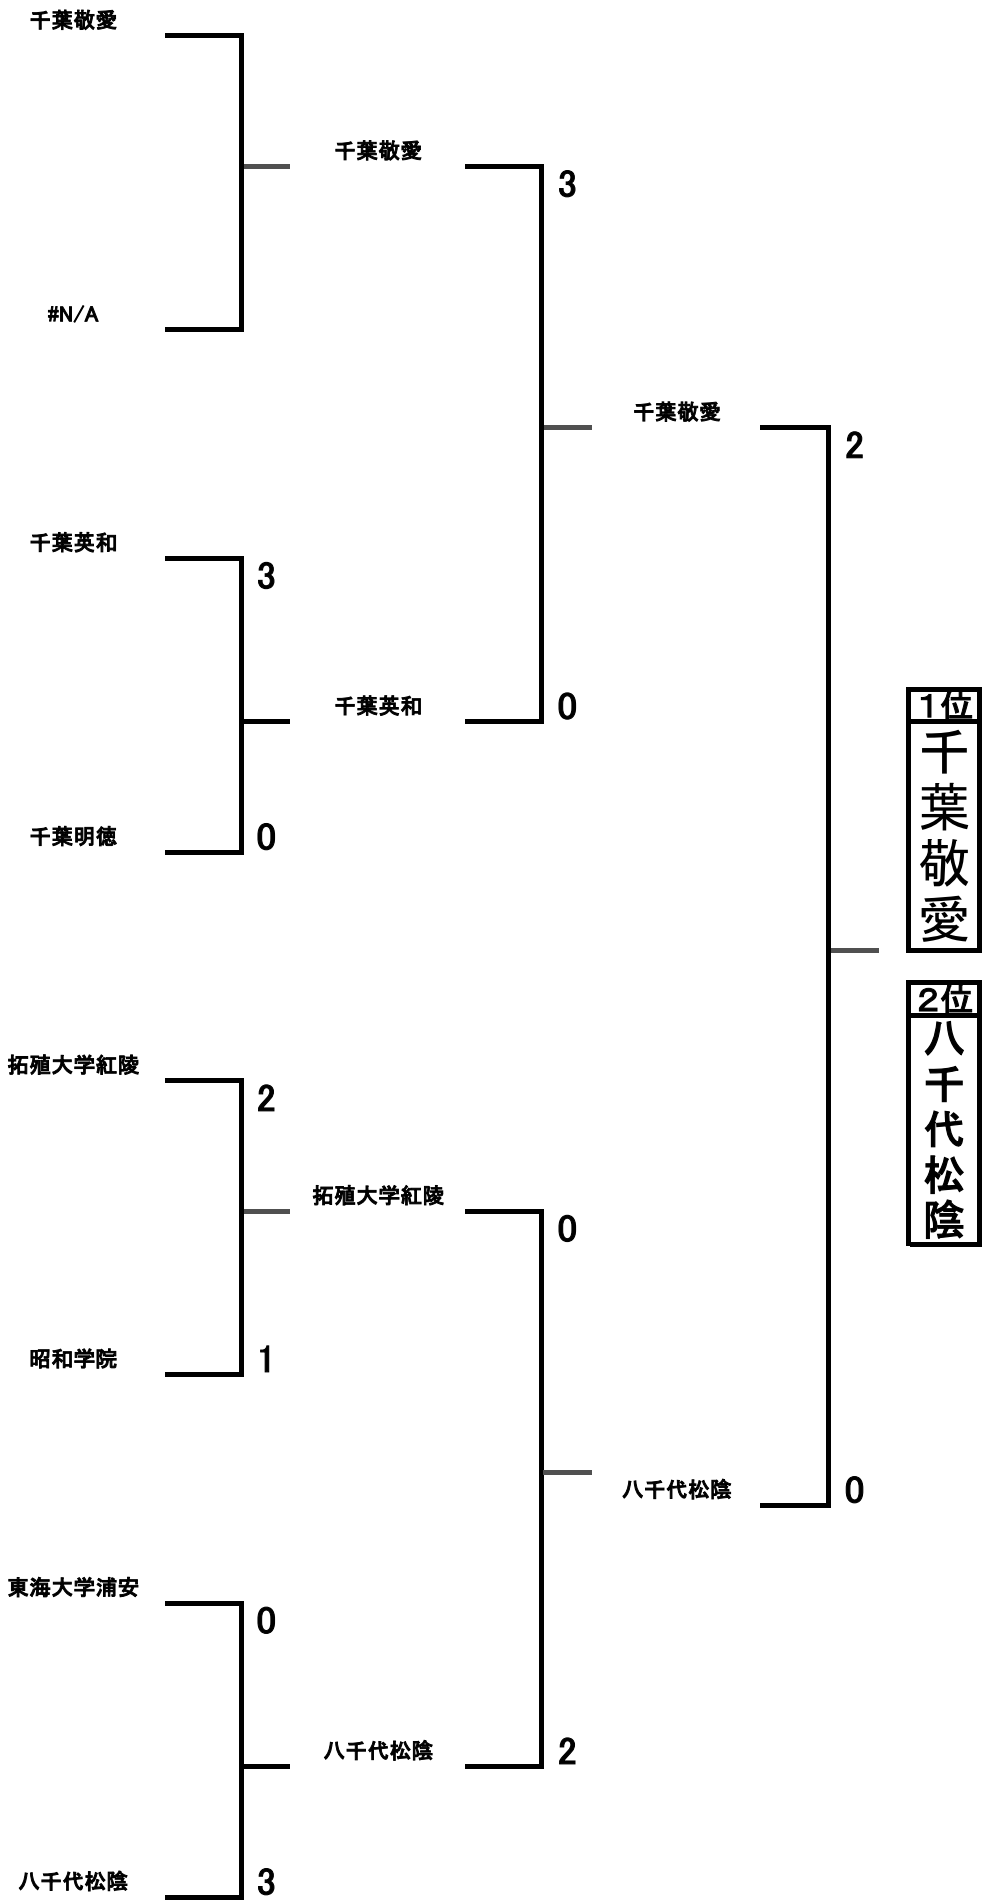 千葉敬愛
千葉敬愛
3
#N/A
千葉敬愛
2
千葉英和
3
千葉英和
0
千葉明徳
0
1位
千葉敬愛
2位
八千代松陰
拓殖大学紅陵
2
拓殖大学紅陵
0
昭和学院
1
八千代松陰
0
東海大学浦安
0
八千代松陰
2
八千代松陰
3